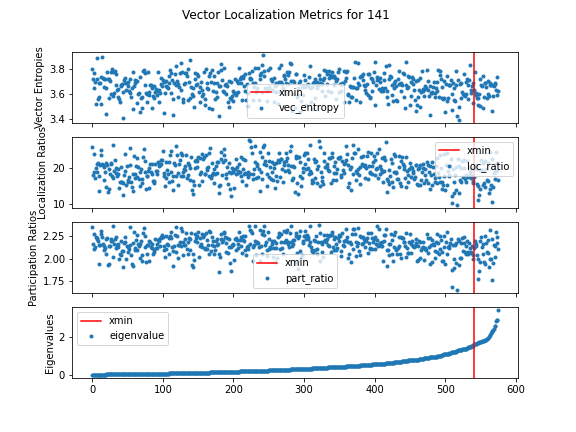 Vector Localization Metrics for 141
Vector Entropies
3.8
3.6
3.4
xmin
vec_entropy
Localization Ratios
20
10
xmin
loc_ratio
Participation Ratios
2.25
2.00
1.75
xmin
part_ratio
Eigenvalues
2
0
xmin
eigenvalue
0 100 200 300 400 500 600